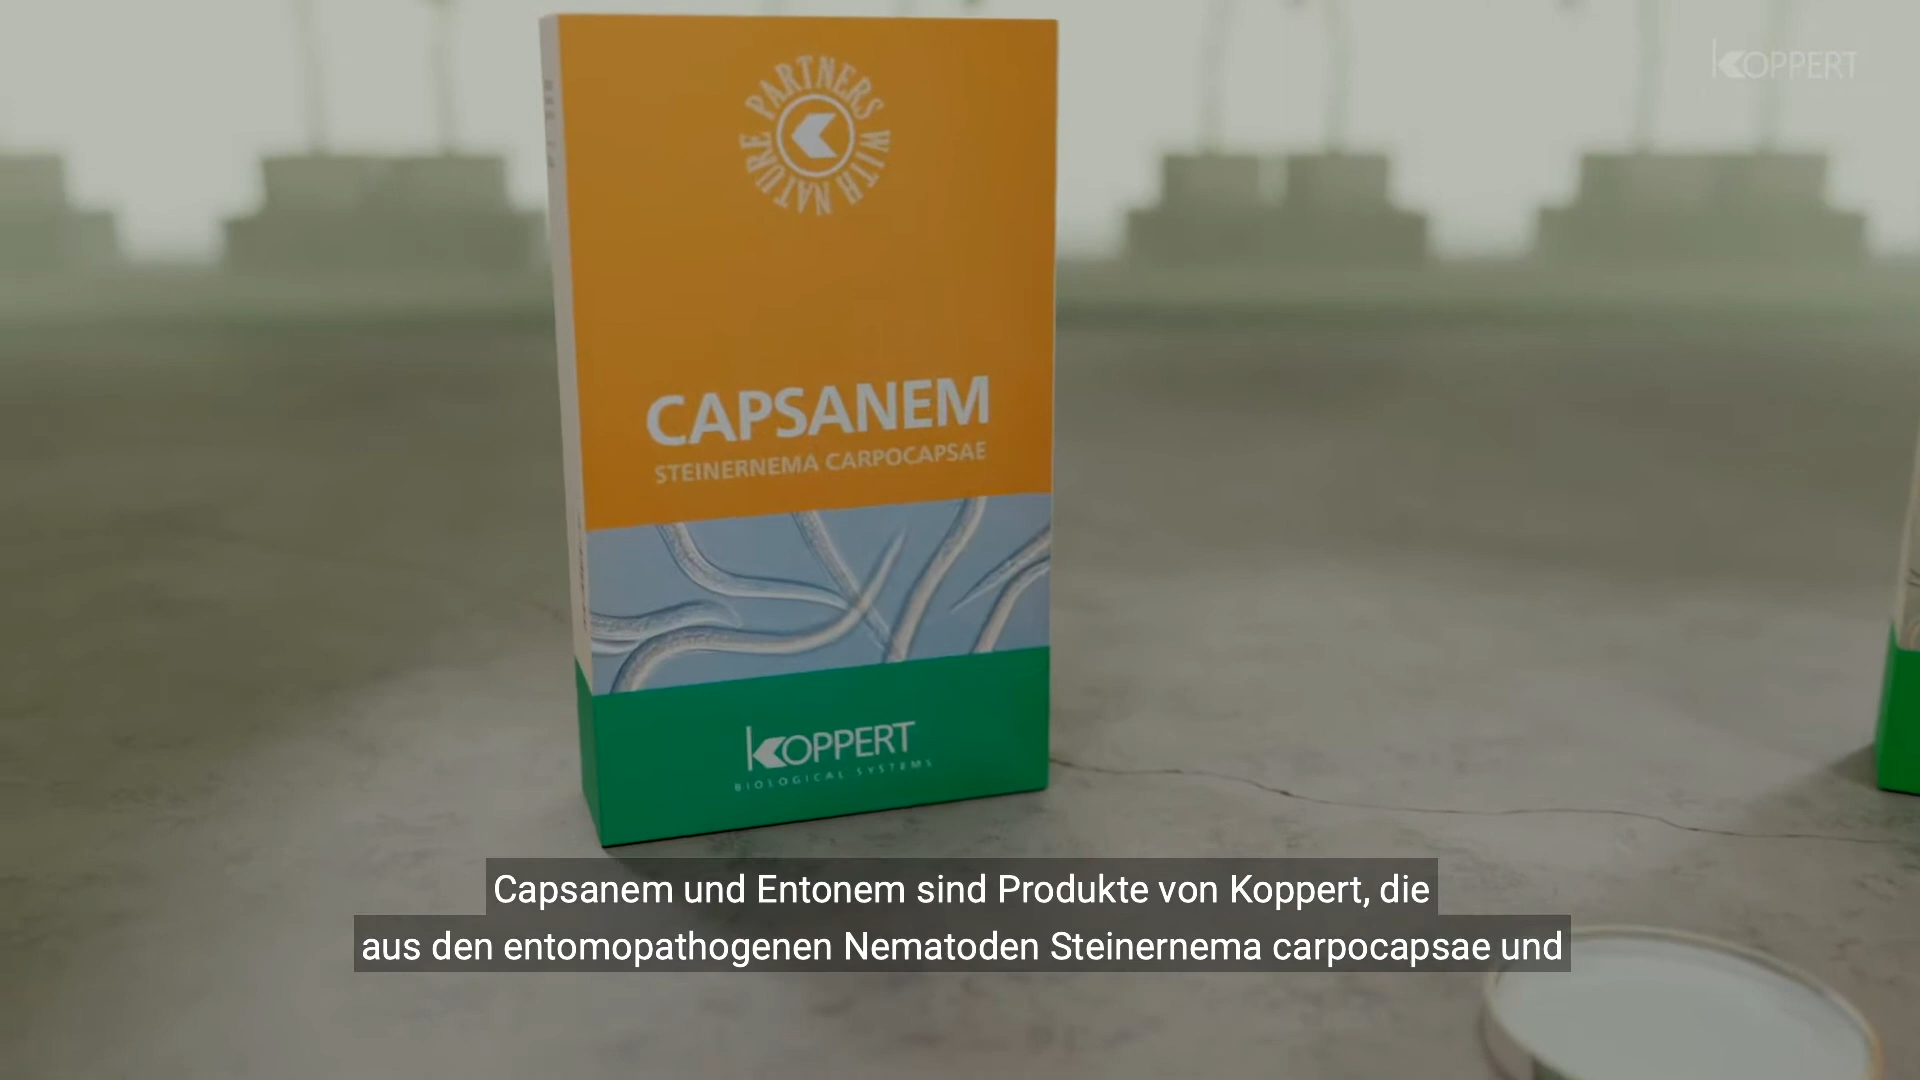 KOPPERT
PARTNERS WITH NATURE
CAPSANEM
STEINERNEMA CARPOCAPSAE
KOPPERT
BIOLOGICAL SYSTEMS
Capsanem und Entonem sind Produkte von Koppert, die
aus den entomopathogenen Nematoden Steinernema carpocapsae und